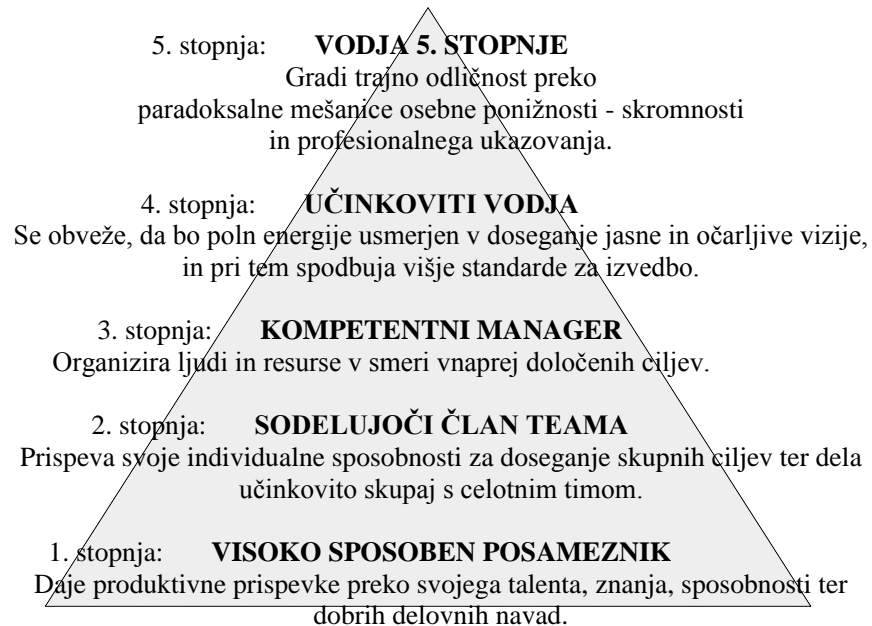 5. stopnja: VODJA 5. STOPNJE
Gradi trajno odličnost preko
paradoksalne mešanice osebne ponižnosti - skromnosti
in profesionalnega ukazovanja.
4. stopnja: UČINKOVITI VODJA
Se obveže, da bo poln energije usmerjen v doseganje jasne in očarljive vizije,
in pri tem spodbuja višje standarde za izvedbo.
3. stopnja: KOMPETENTNI MANAGER
Organizira ljudi in resurse v smeri vnaprej določenih ciljev.
2. stopnja: SODELUJOČI ČLAN TEAMA
Prispeva svoje individualne sposobnosti za doseganje skupnih ciljev ter dela
učinkovito skupaj s celotnim timom.
1. stopnja: VISOKO SPOSOBEN POSAMEZNIK
Daje produktivne prispevke preko svojega talenta, znanja, sposobnosti ter
dobrih delovnih navad.